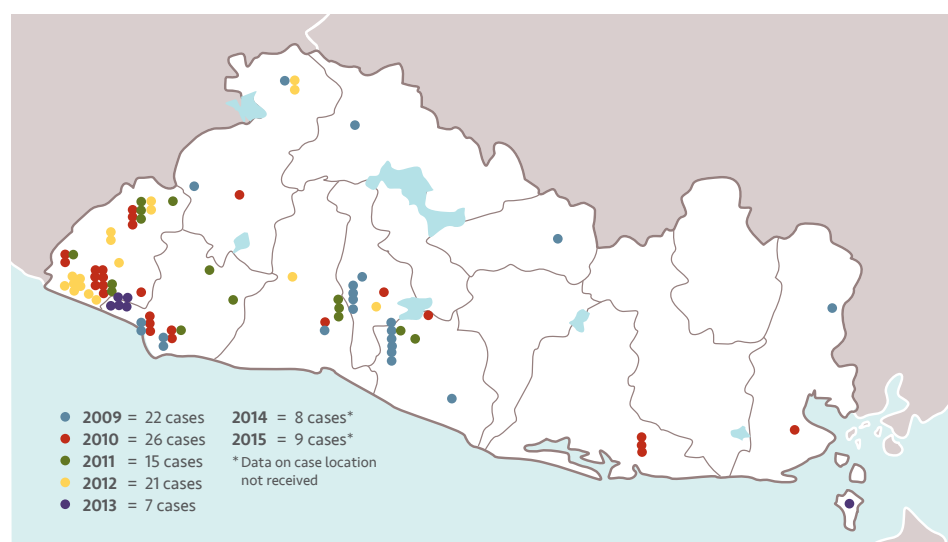 2009 = 22 cases
2010 = 26 cases
2011 = 15 cases
2012 = 21 cases
2013 = 7 cases
2014 = 8 cases*
2015 = 9 cases*
* Data on case location
not received